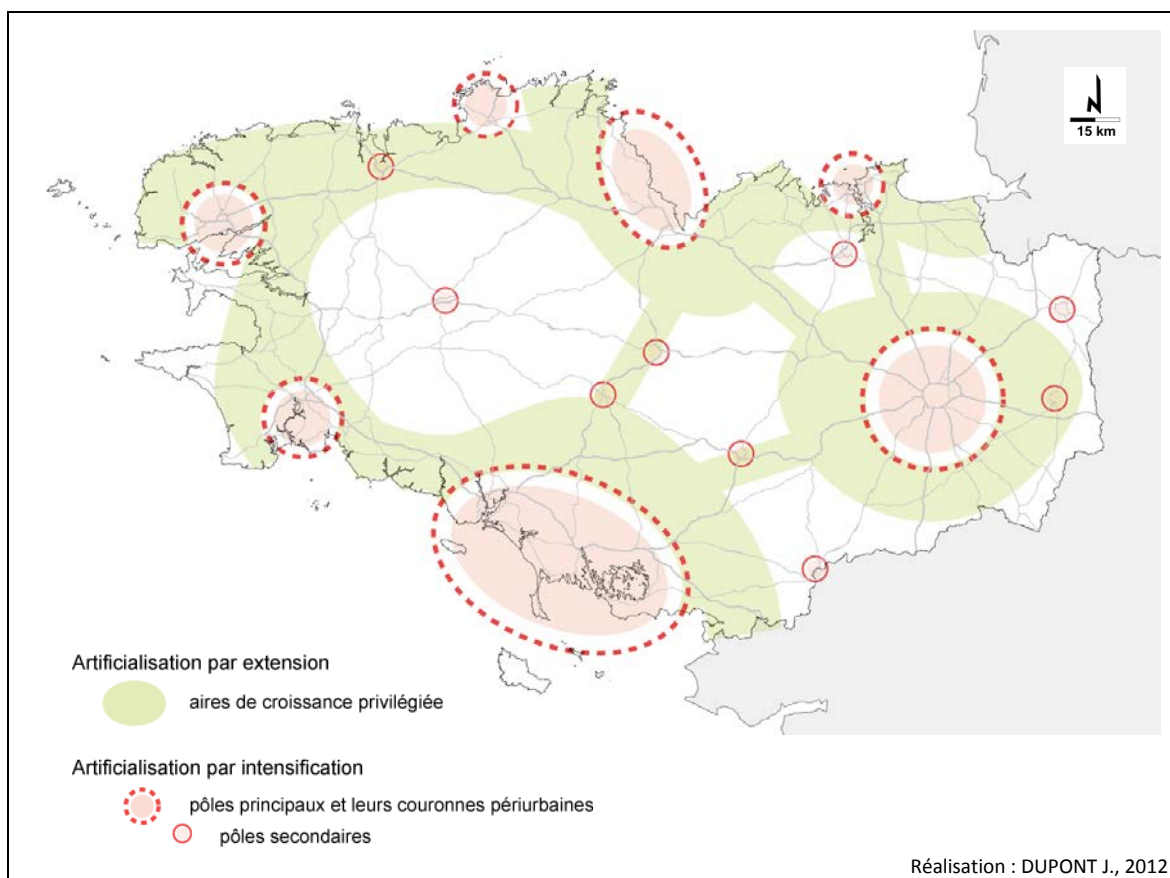 N
15 km
Artificialisation par extension
aires de croissance privilégiée
Artificialisation par intensification
pôles principaux et leurs couronnes périurbaines
pôles secondaires
Réalisation : DUPONT J., 2012